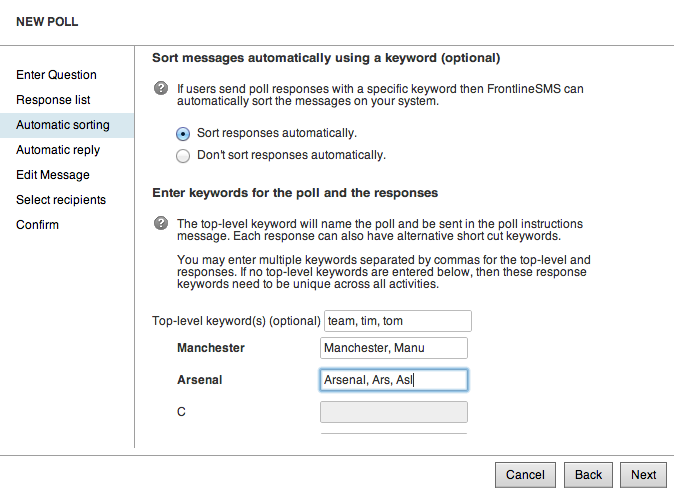 NEW POLL
Enter Question
Response list
Automatic sorting
Automatic reply
Edit Message
Select recipients
Confirm
Sort messages automatically using a keyword (optional)
? If users send poll responses with a specific keyword then FrontlineSMS can
automatically sort the messages on your system.
Sort responses automatically.
Don't sort responses automatically.
Enter keywords for the poll and the responses
? The top-level keyword will name the poll and be sent in the poll instructions
message. Each response can also have alternative short cut keywords.
You may enter multiple keywords separated by commas for the top-level and
responses. If no top-level keywords are entered below, then these response
keywords need to be unique across all activities.
Top-level keyword(s) (optional) team, tim, tom
Manchester Manchester, Manu
Arsenal Arsenal, Ars, Asl
C
Cancel Back Next